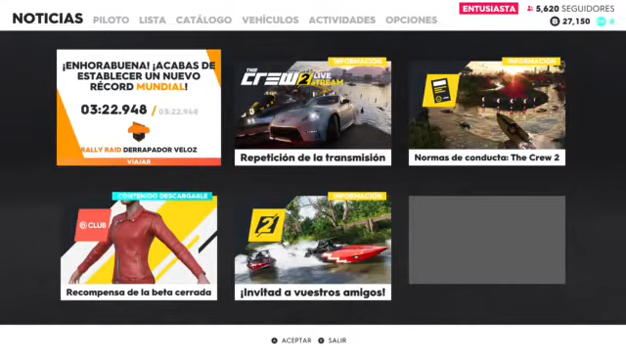 NOTICIAS PILOTO LISTA CATÁLOGO VEHÍCULOS ACTIVIDADES OPCIONES
ENTUSIASTA 5,620 SEGUIDORES
27,150 0
¡ENHORABUENA! ¡ACABAS DE
ESTABLECER UN NUEVO
RÉCORD MUNDIAL!
03:22.948 / 03:22.948
RALLY RAID DERRAPADOR VELOZ
VIAJAR
INFORMACIÓN
THE CREW 2 LIVE
STREAM
Repetición de la transmisión
INFORMACIÓN
Normas de conducta: The Crew 2
CONTENIDO DESCARGABLE
CLUB
Recompensa de la beta cerrada
INFORMACIÓN
2
¡Invitad a vuestros amigos!
ACEPTAR SALIR